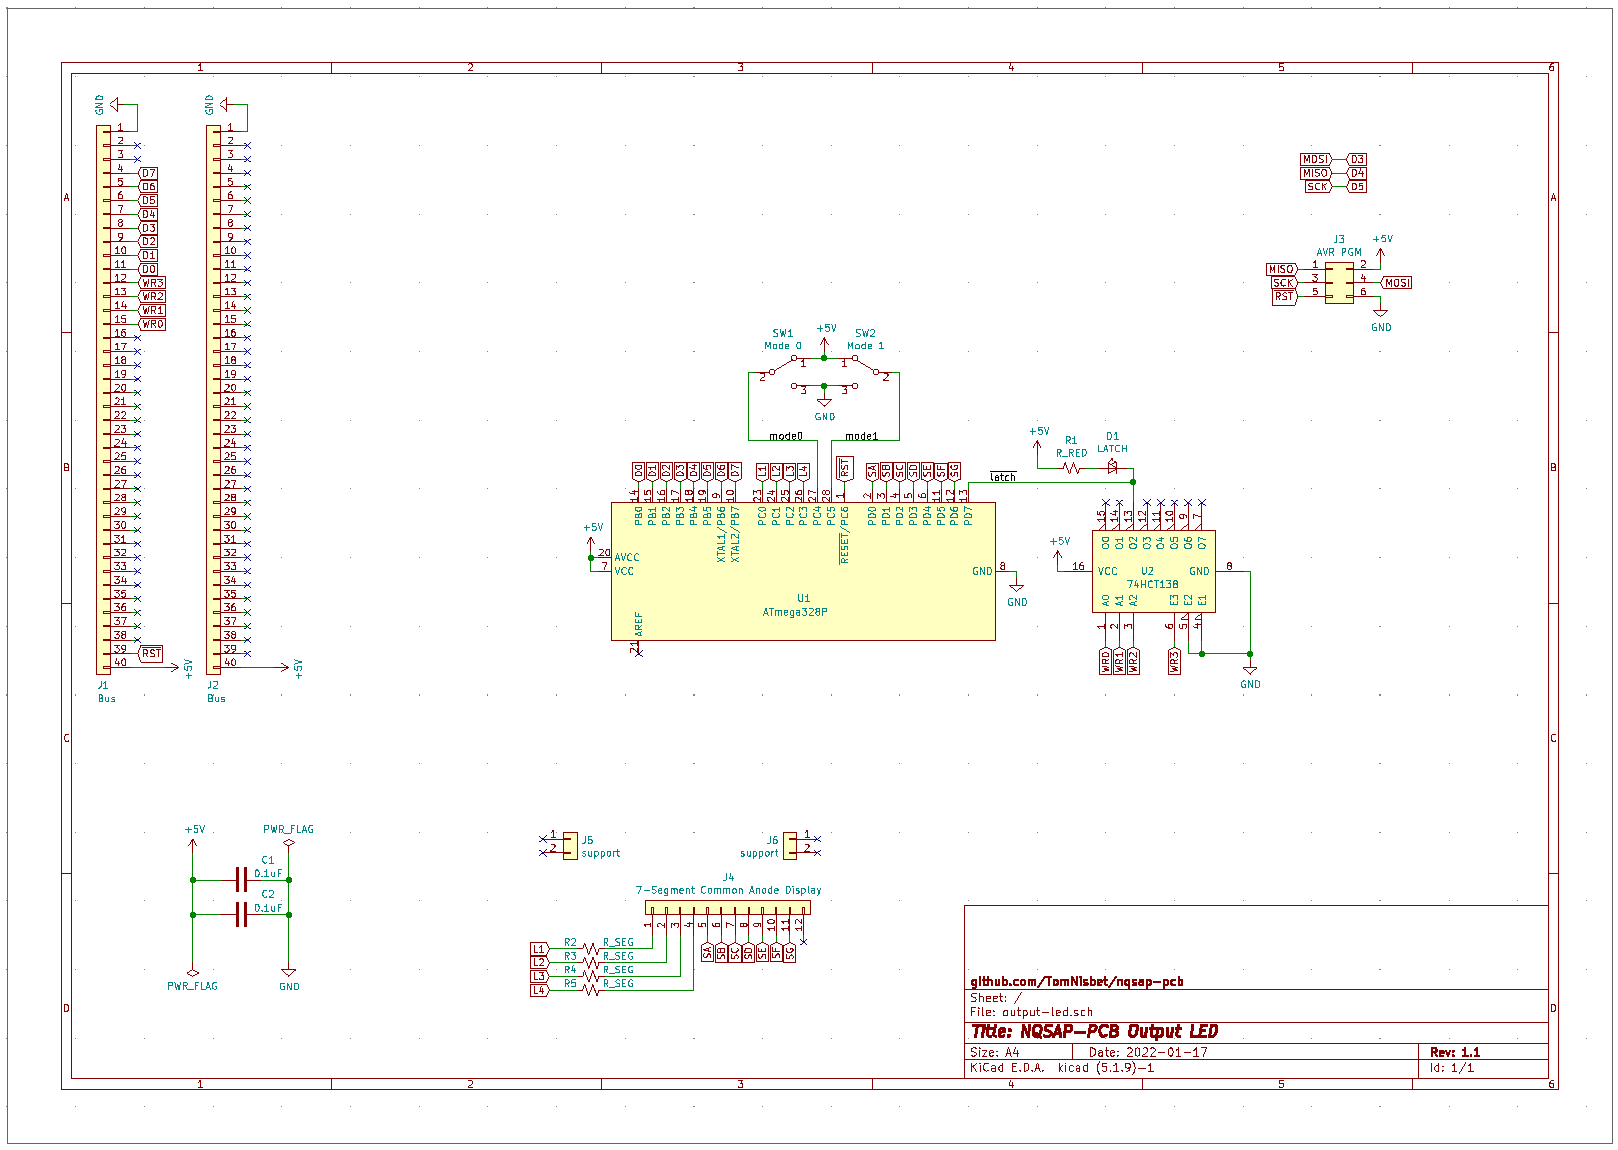 1 2 3 4 5 6
A
B
C
D
GND
1
2
3
4 D7
5 D6
6 D5
7 D4
8 D3
9 D2
10 D1
11 D0
12 WR3
13 WR2
14 WR1
15 WR0
16
17
18
19
20
21
22
23
24
25
26
27
28
29
30
31
32
33
34
35
36
37
38
39 RST
40 +5V
J1
Bus
GND
1
2
3
4
5
6
7
8
9
10
11
12
13
14
15
16
17
18
19
20
21
22
23
24
25
26
27
28
29
30
31
32
33
34
35
36
37
38
39
40 +5V
J2
Bus
MOSI D3
MISO D4
SCK D5
J3
AVR PGM
+5V
MISO 1 2
SCK 3 4 MOSI
RST 5 6
GND
SW1
Mode 0
+5V
SW2
Mode 1
1 1
2 2
3 3
GND
mode0 mode1
D0 D1 D2 D3 D4 D5 D6 D7 L1 L2 L3 L4 RST SA SB SC SD SE SF SG
latch
14 15 16 17 18 19 9 10 23 24 25 26 27 28 1 2 3 4 5 6 11 12 13
PB0 PB1 PB2 PB3 PB4 PB5 XTAL1/PB6 XTAL2/PB7 PC0 PC1 PC2 PC3 PC4 PC5 RESET/PC6 PD0 PD1 PD2 PD3 PD4 PD5 PD6 PD7
+5V
20 AVCC
7 VCC
GND 8
GND
U1
ATmega328P
AREF
21
+5V
R1
R_RED
D1
LATCH
15 14 13 12 11 10 9 7
O0 O1 O2 O3 O4 O5 O6 O7
+5V
16 VCC
U2
74HCT138
GND 8
A0 A1 A2 E3 E2 E1
1 2 3 6 5 4
WR0 WR1 WR2 WR3
GND
+5V
PWR_FLAG
C1
0.1uF
C2
0.1uF
PWR_FLAG
GND
1
2
J5
support
J6
support
1
2
J4
7-Segment Common Anode Display
1 2 3 4 5 6 7 8 9 10 11 12
SA SB SC SD SE SF SG
L1 R2 R_SEG
L2 R3 R_SEG
L3 R4 R_SEG
L4 R5 R_SEG
github.com/TomNisbet/nqsap-pcb
Sheet: /
File: output-led.sch
Title: NQSAP-PCB Output LED
Size: A4 Date: 2022-01-17 Rev: 1.1
KiCad E.D.A. kicad (5.1.9)-1 Id: 1/1
A
B
C
D
1 2 3 4 5 6